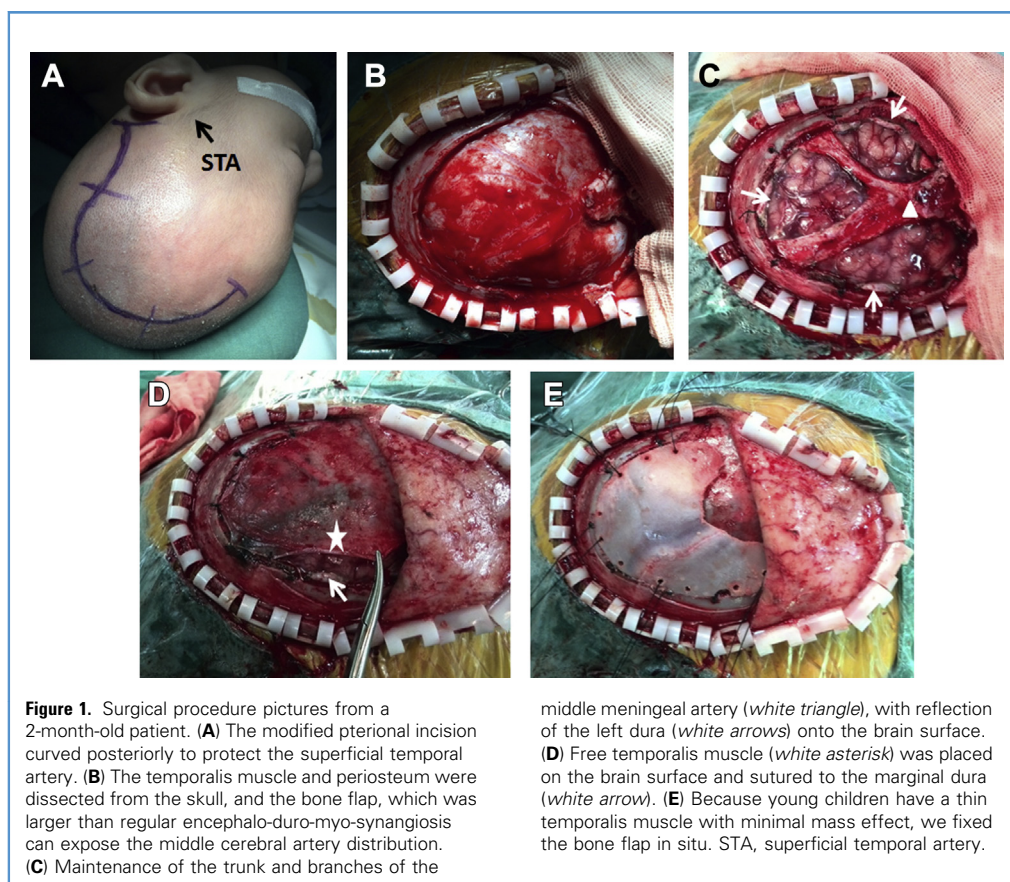 A
STA
B
C
D
E
Figure 1. Surgical procedure pictures from a
2-month-old patient. (A) The modified pterional incision
curved posteriorly to protect the superficial temporal
artery. (B) The temporalis muscle and periosteum were
dissected from the skull, and the bone flap, which was
larger than regular encephalo-duro-myo-synangiosis
can expose the middle cerebral artery distribution.
(C) Maintenance of the trunk and branches of the
middle meningeal artery (white triangle), with reflection
of the left dura (white arrows) onto the brain surface.
(D) Free temporalis muscle (white asterisk) was placed
on the brain surface and sutured to the marginal dura
(white arrow). (E) Because young children have a thin
temporalis muscle with minimal mass effect, we fixed
the bone flap in situ. STA, superficial temporal artery.